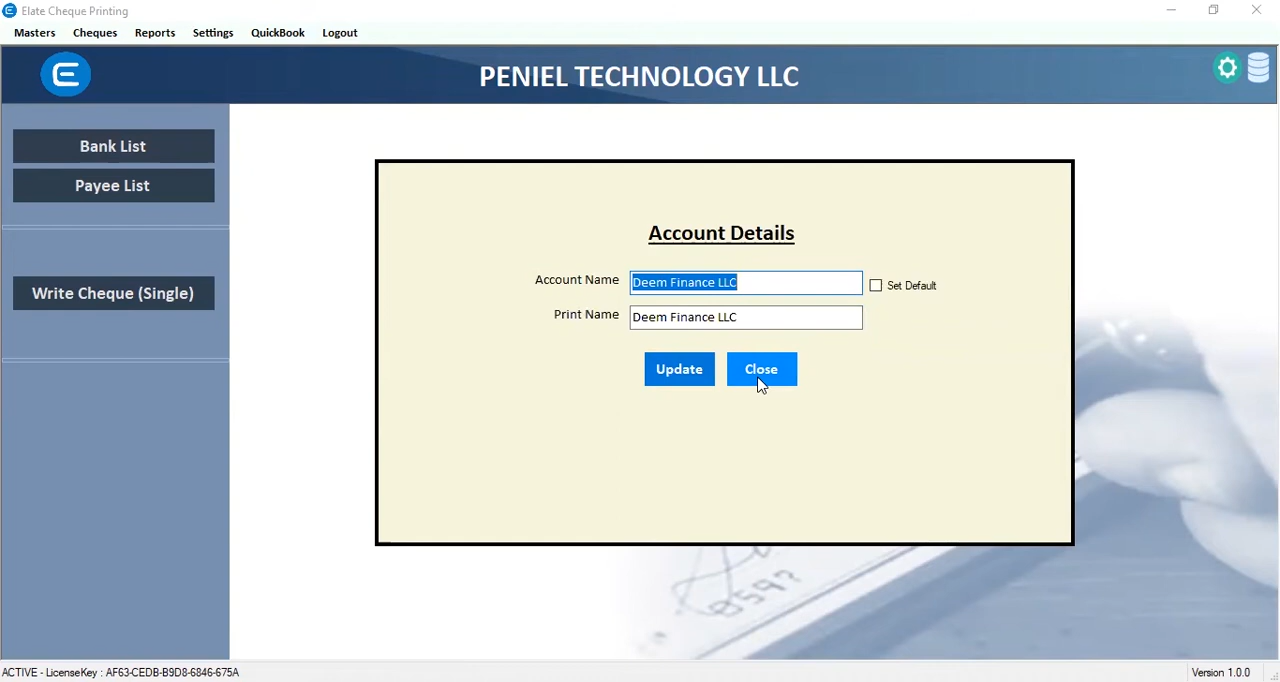 Elate Cheque Printing
Masters Cheques Reports Settings QuickBook Logout
PENIEL TECHNOLOGY LLC
Bank List
Payee List
Write Cheque (Single)
Account Details
Account Name Deem Finance LLC Set Default
Print Name Deem Finance LLC
Update Close
8597
ACTIVE - LicenseKey : AF63-CEDB-B9D8-6846-675A Version 1.0.0